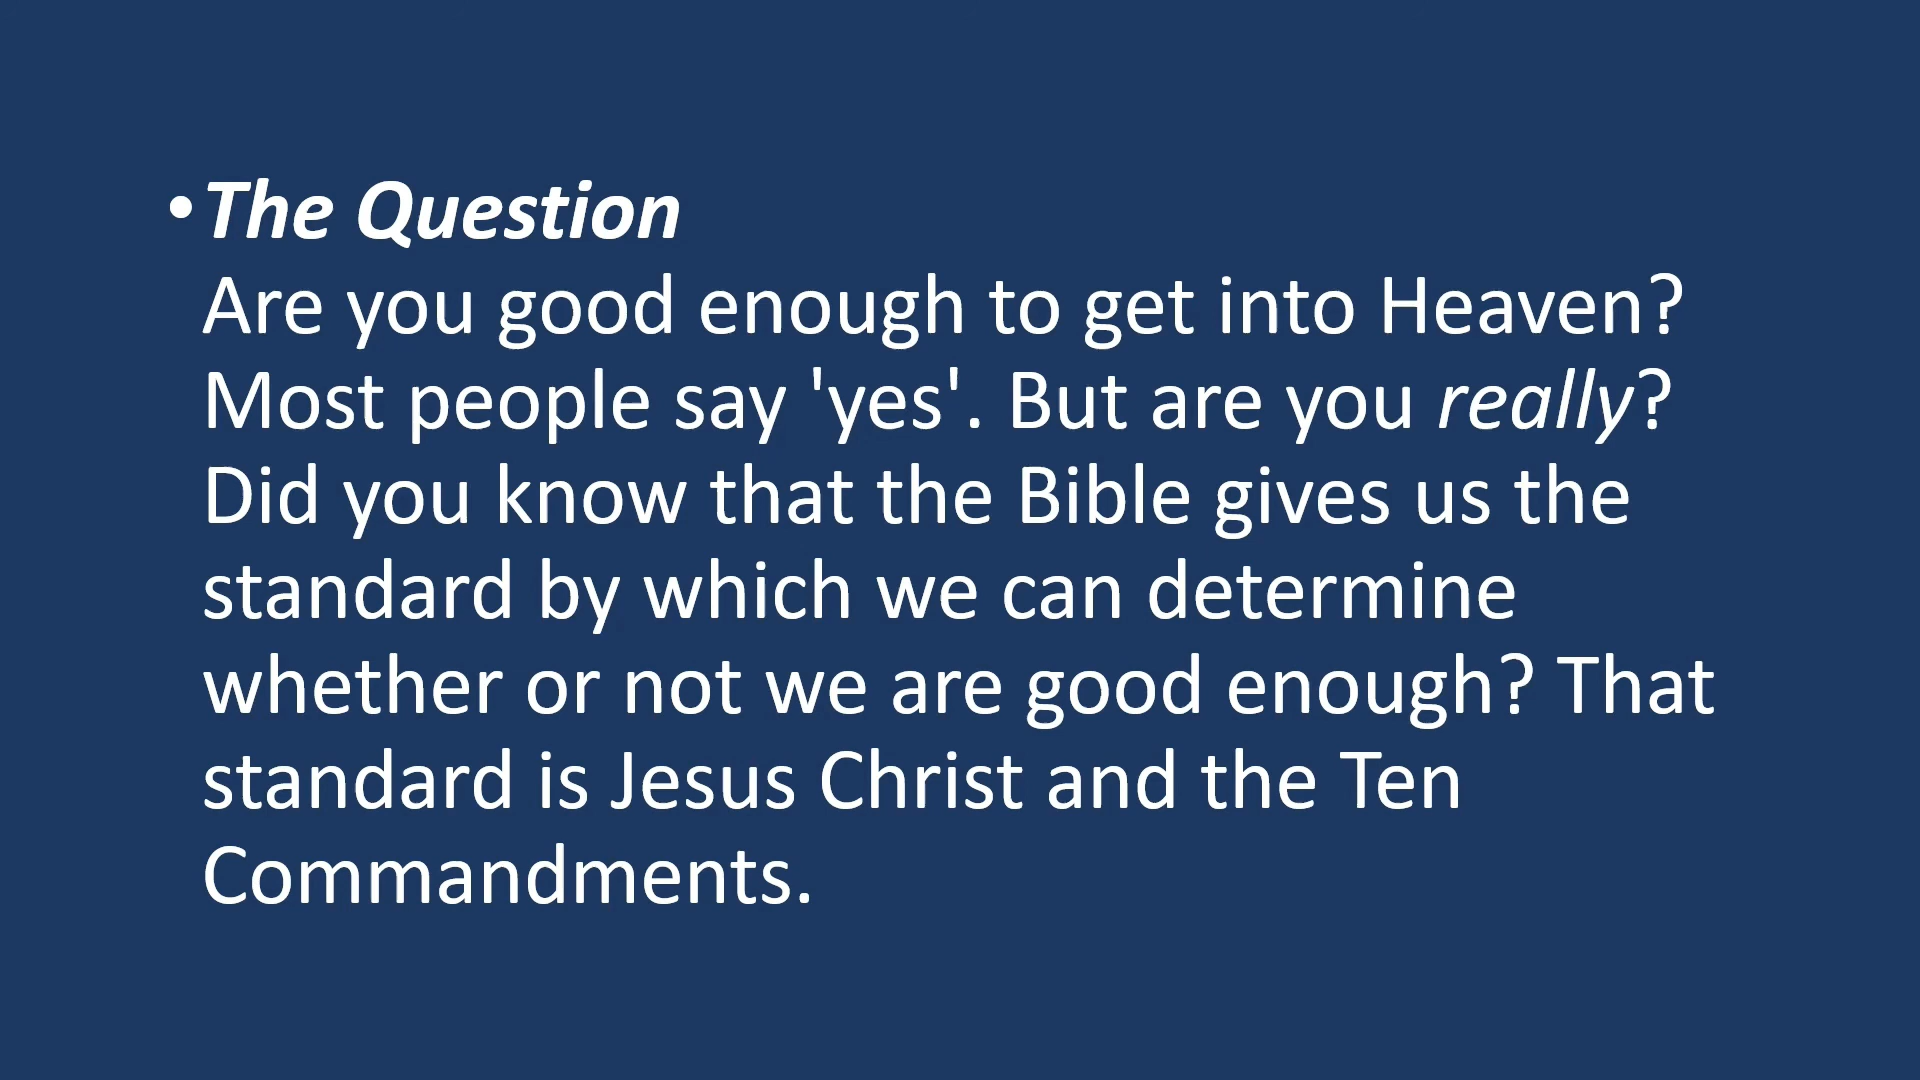 •The Question
Are you good enough to get into Heaven?
Most people say 'yes'. But are you really?
Did you know that the Bible gives us the
standard by which we can determine
whether or not we are good enough? That
standard is Jesus Christ and the Ten
Commandments.